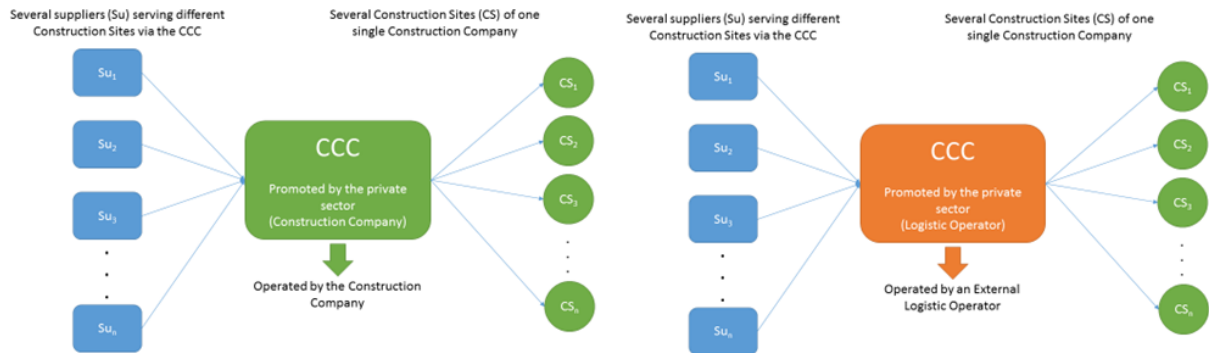 Several suppliers (Su) serving different
Construction Sites via the CCC
Several Construction Sites (CS) of one
single Construction Company
Su₁
Su₂
Su₃
Suₙ
CCC
Promoted by the private
sector
(Construction Company)
Operated by the Construction
Company
CS₁
CS₂
CS₃
CSₙ
Several suppliers (Su) serving different
Construction Sites via the CCC
Several Construction Sites (CS) of one
single Construction Company
Su₁
Su₂
Su₃
Suₙ
CCC
Promoted by the private
sector
(Logistic Operator)
Operated by an External
Logistic Operator
CS₁
CS₂
CS₃
CSₙ